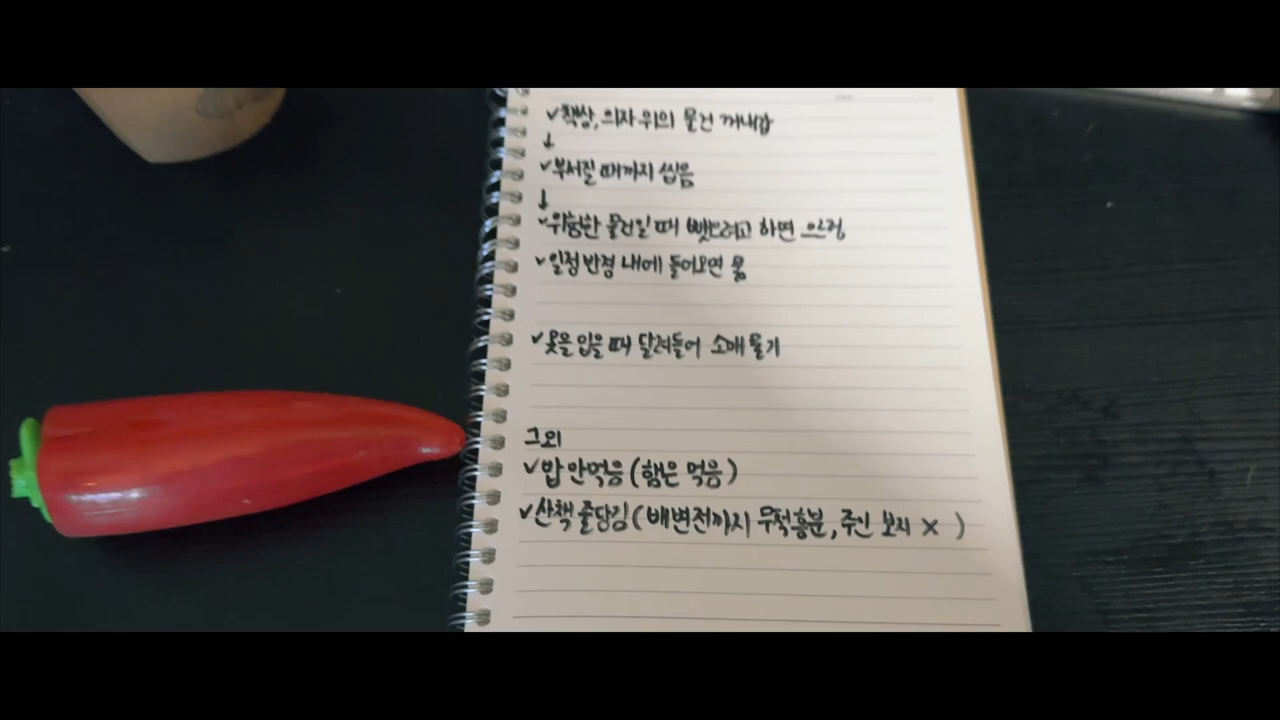 ✓책상, 의자 위의 물건 꺼내감
↓
✓부서질 때까지 씹음
↓
✓위험한 물건일 때 뺏으려고 하면 으르렁
✓일정 반경 내에 들어오면 뭄
✓옷을 입을 때 달려들어 소매 물기
그외
✓밥 안먹음 (햄은 먹음)
✓산책 줄당김 (배변전까지 무척흥분, 주인 보지 x )